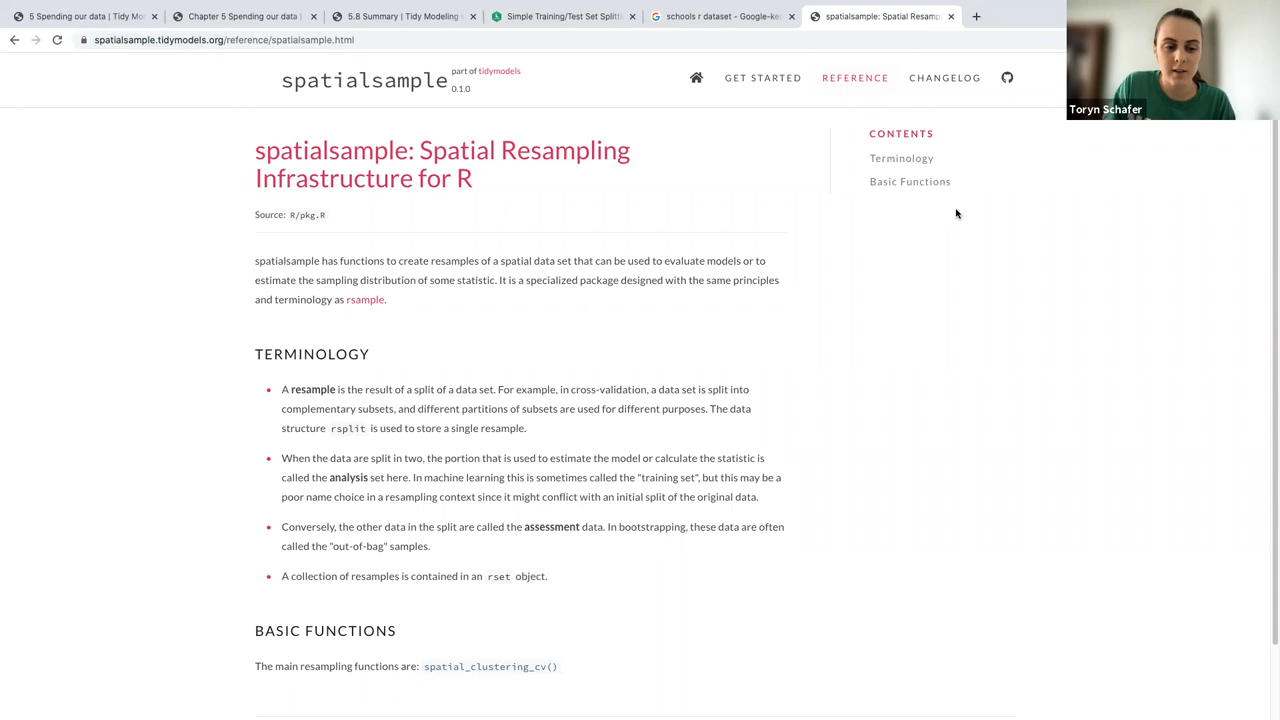 5 Spending our data | Tidy Mo
Chapter 5 Spending our data |
5.8 Summary | Tidy Modeling
Simple Training/Test Set Splitti
schools r dataset - Google-ke
spatialsample: Spatial Resamp
spatialsample.tidymodels.org/reference/spatialsample.html
Toryn Schafer
spatialsample
part of tidymodels
0.1.0
GET STARTED
REFERENCE
CHANGELOG
spatialsample: Spatial Resampling
Infrastructure for R
Source: R/pkg.R
spatialsample has functions to create resamples of a spatial data set that can be used to evaluate models or to
estimate the sampling distribution of some statistic. It is a specialized package designed with the same principles
and terminology as rsample.
TERMINOLOGY
• A resample is the result of a split of a data set. For example, in cross-validation, a data set is split into
complementary subsets, and different partitions of subsets are used for different purposes. The data
structure rsplit is used to store a single resample.
• When the data are split in two, the portion that is used to estimate the model or calculate the statistic is
called the analysis set here. In machine learning this is sometimes called the "training set", but this may be a
poor name choice in a resampling context since it might conflict with an initial split of the original data.
• Conversely, the other data in the split are called the assessment data. In bootstrapping, these data are often
called the "out-of-bag" samples.
• A collection of resamples is contained in an rset object.
BASIC FUNCTIONS
The main resampling functions are: spatial_clustering_cv()
CONTENTS
Terminology
Basic Functions